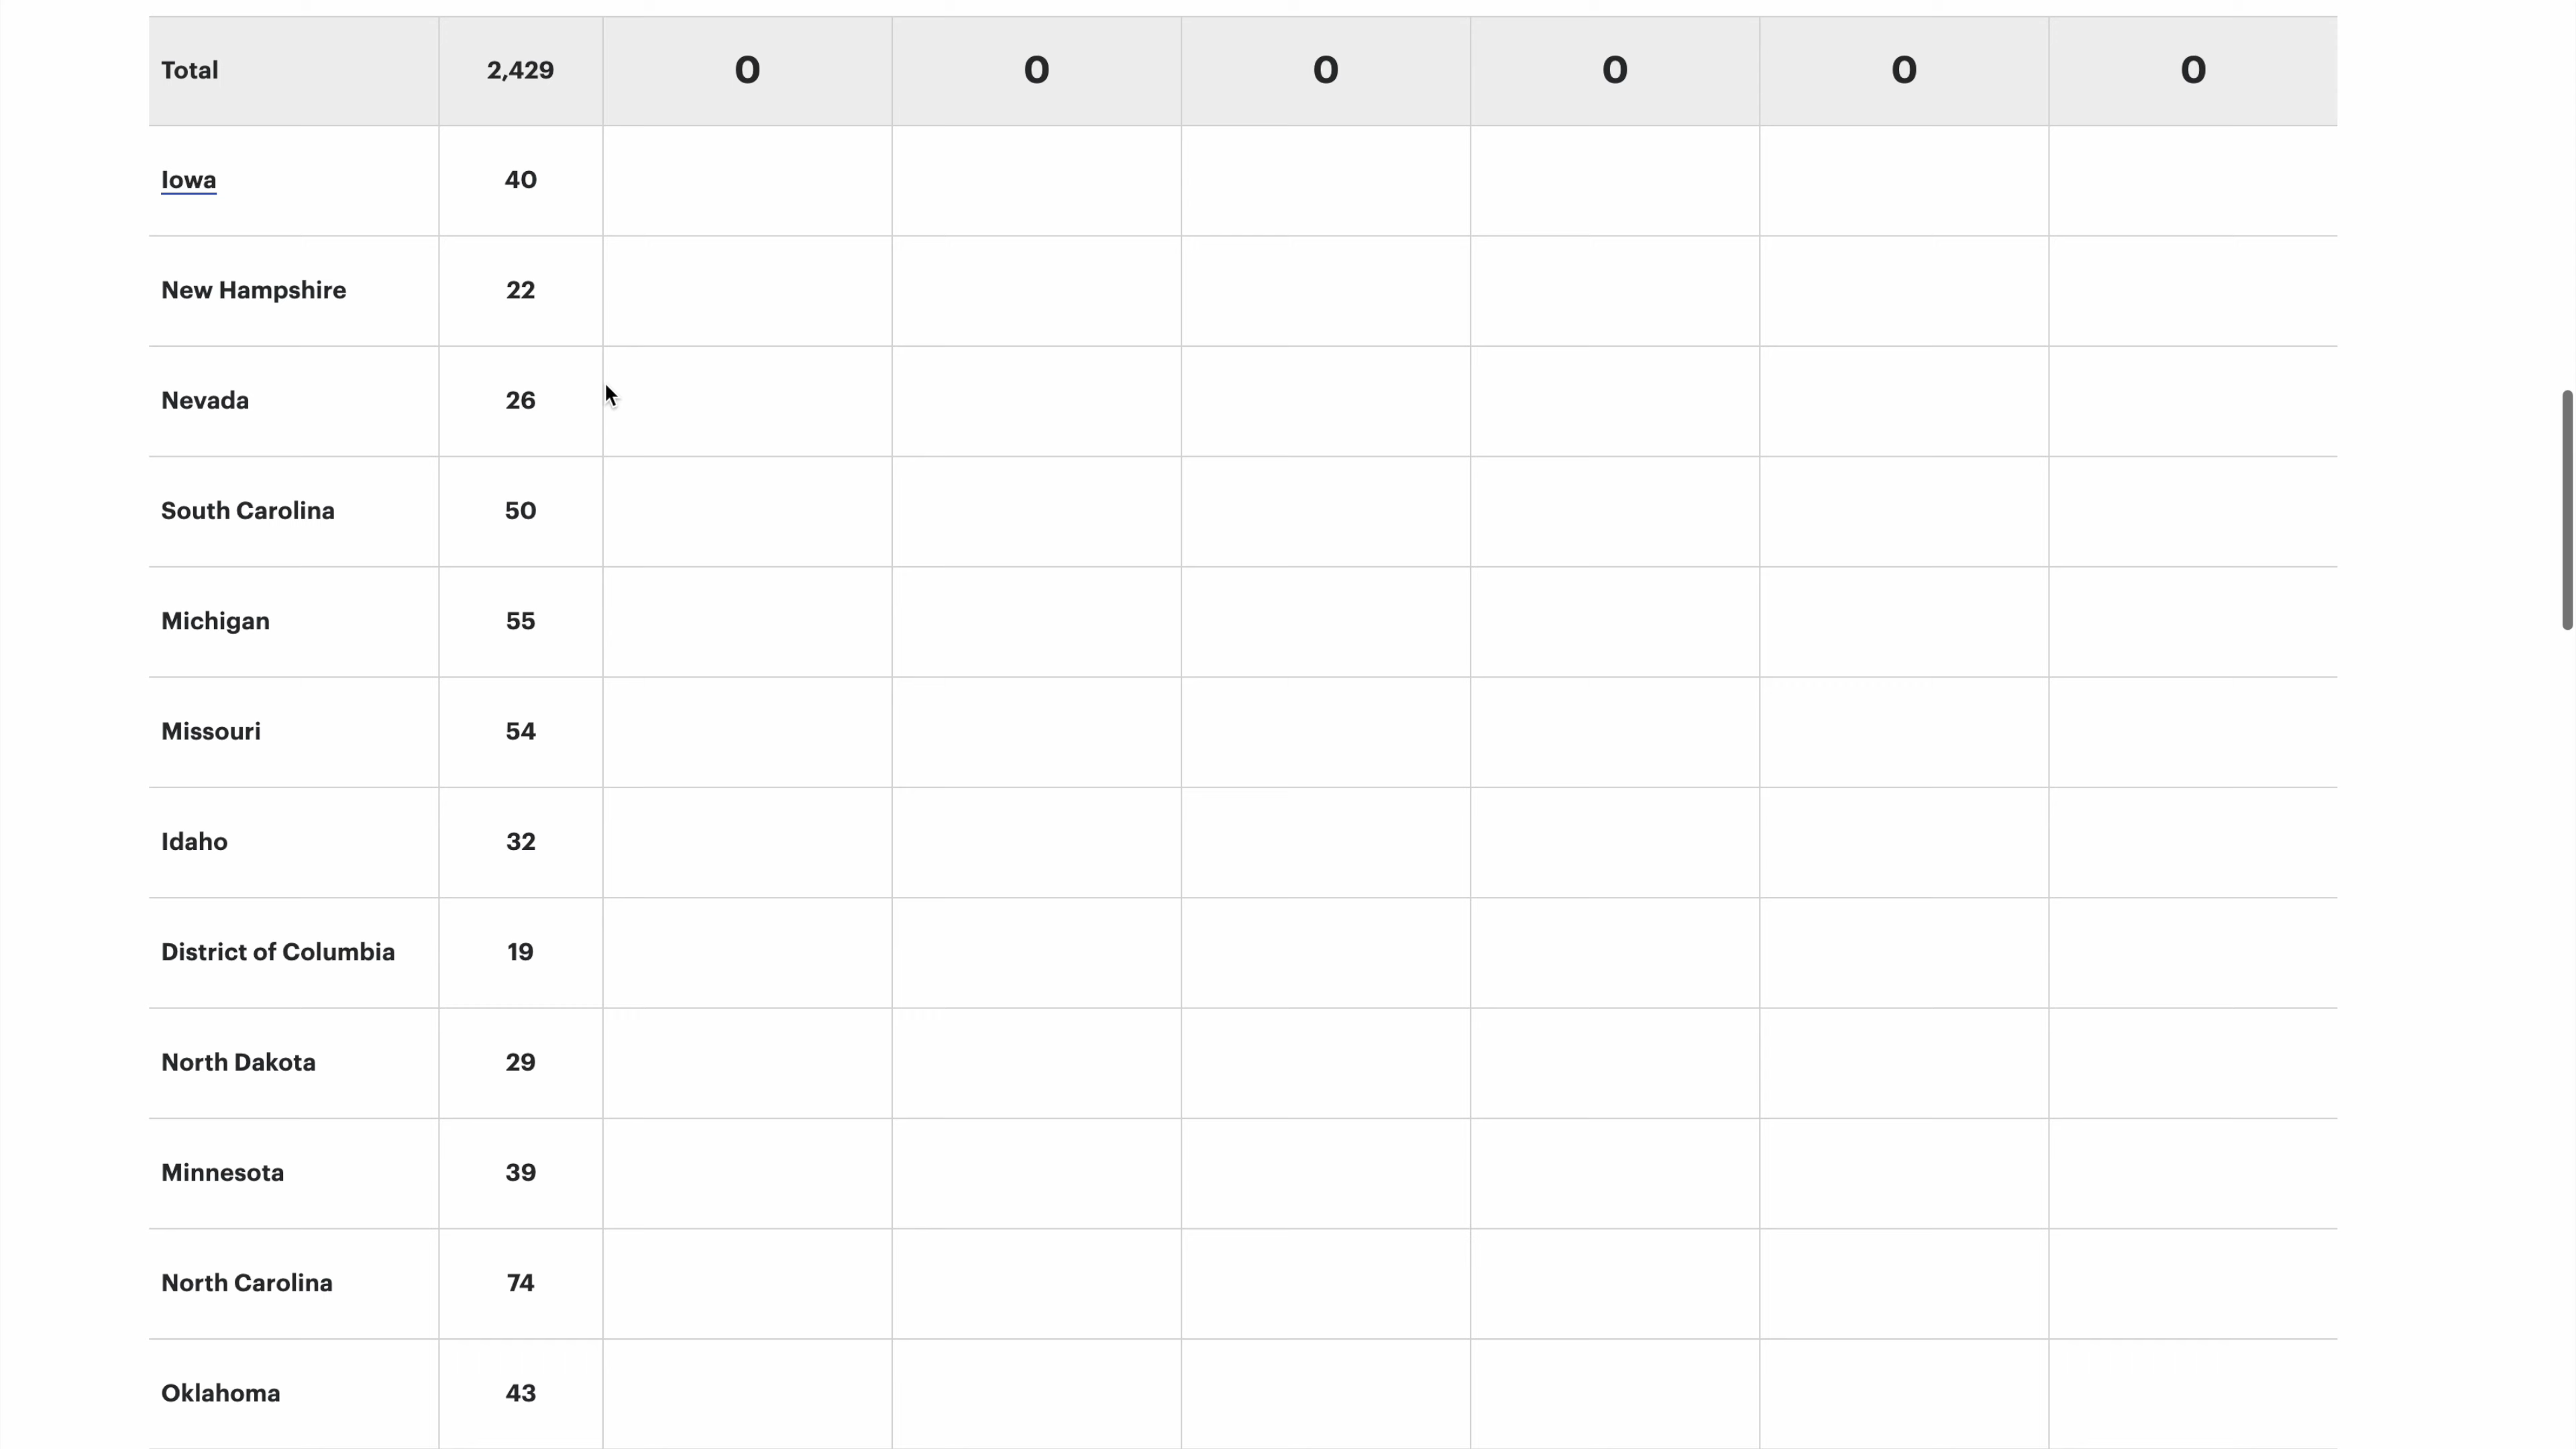 Total 2,429 0 0 0 0 0 0
Iowa 40
New Hampshire 22
Nevada 26
South Carolina 50
Michigan 55
Missouri 54
Idaho 32
District of Columbia 19
North Dakota 29
Minnesota 39
North Carolina 74
Oklahoma 43